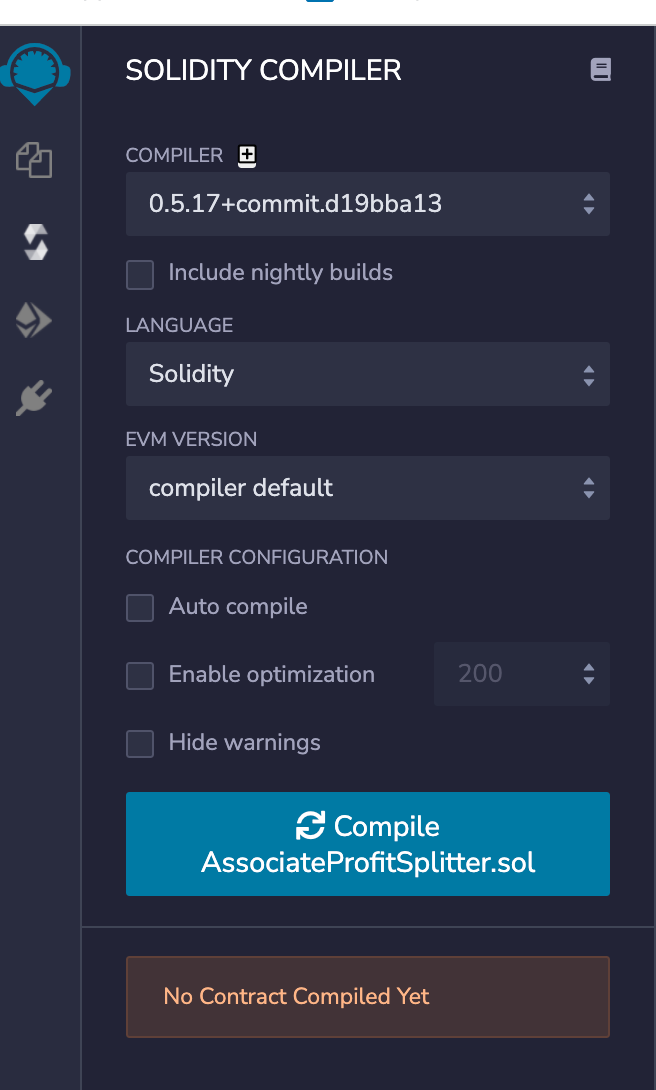 SOLIDITY COMPILER
COMPILER
0.5.17+commit.d19bba13
Include nightly builds
LANGUAGE
Solidity
EVM VERSION
compiler default
COMPILER CONFIGURATION
Auto compile
Enable optimization
200
Hide warnings
Compile
AssociateProfitSplitter.sol
No Contract Compiled Yet